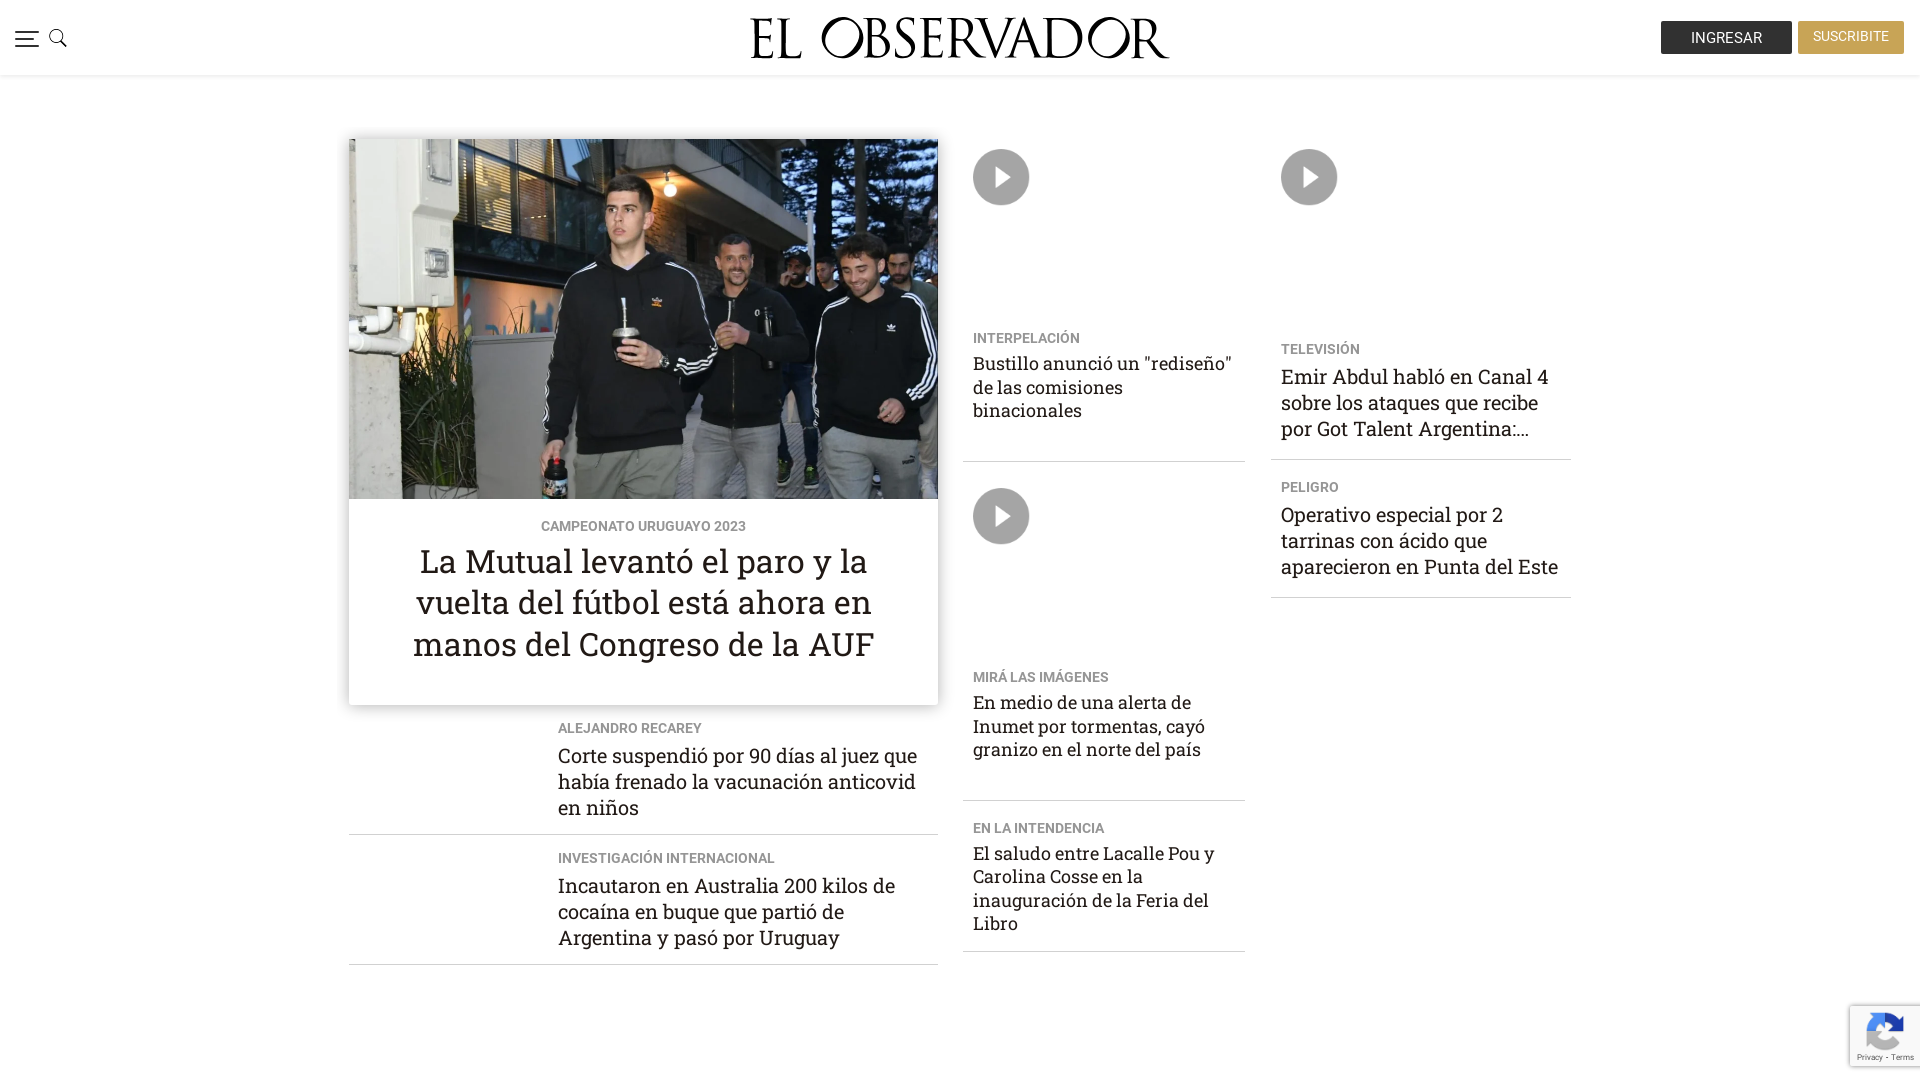 EL OBSERVADOR
INGRESAR
SUSCRIBITE
CAMPEONATO URUGUAYO 2023
La Mutual levantó el paro y la
vuelta del fútbol está ahora en
manos del Congreso de la AUF
ALEJANDRO RECAREY
Corte suspendió por 90 días al juez que
había frenado la vacunación anticovid
en niños
INVESTIGACIÓN INTERNACIONAL
Incautaron en Australia 200 kilos de
cocaína en buque que partió de
Argentina y pasó por Uruguay
INTERPELACIÓN
Bustillo anunció un "rediseño"
de las comisiones
binacionales
MIRÁ LAS IMÁGENES
En medio de una alerta de
Inumet por tormentas, cayó
granizo en el norte del país
EN LA INTENDENCIA
El saludo entre Lacalle Pou y
Carolina Cosse en la
inauguración de la Feria del
Libro
TELEVISIÓN
Emir Abdul habló en Canal 4
sobre los ataques que recibe
por Got Talent Argentina:...
PELIGRO
Operativo especial por 2
tarrinas con ácido que
aparecieron en Punta del Este
Privacy - Terms